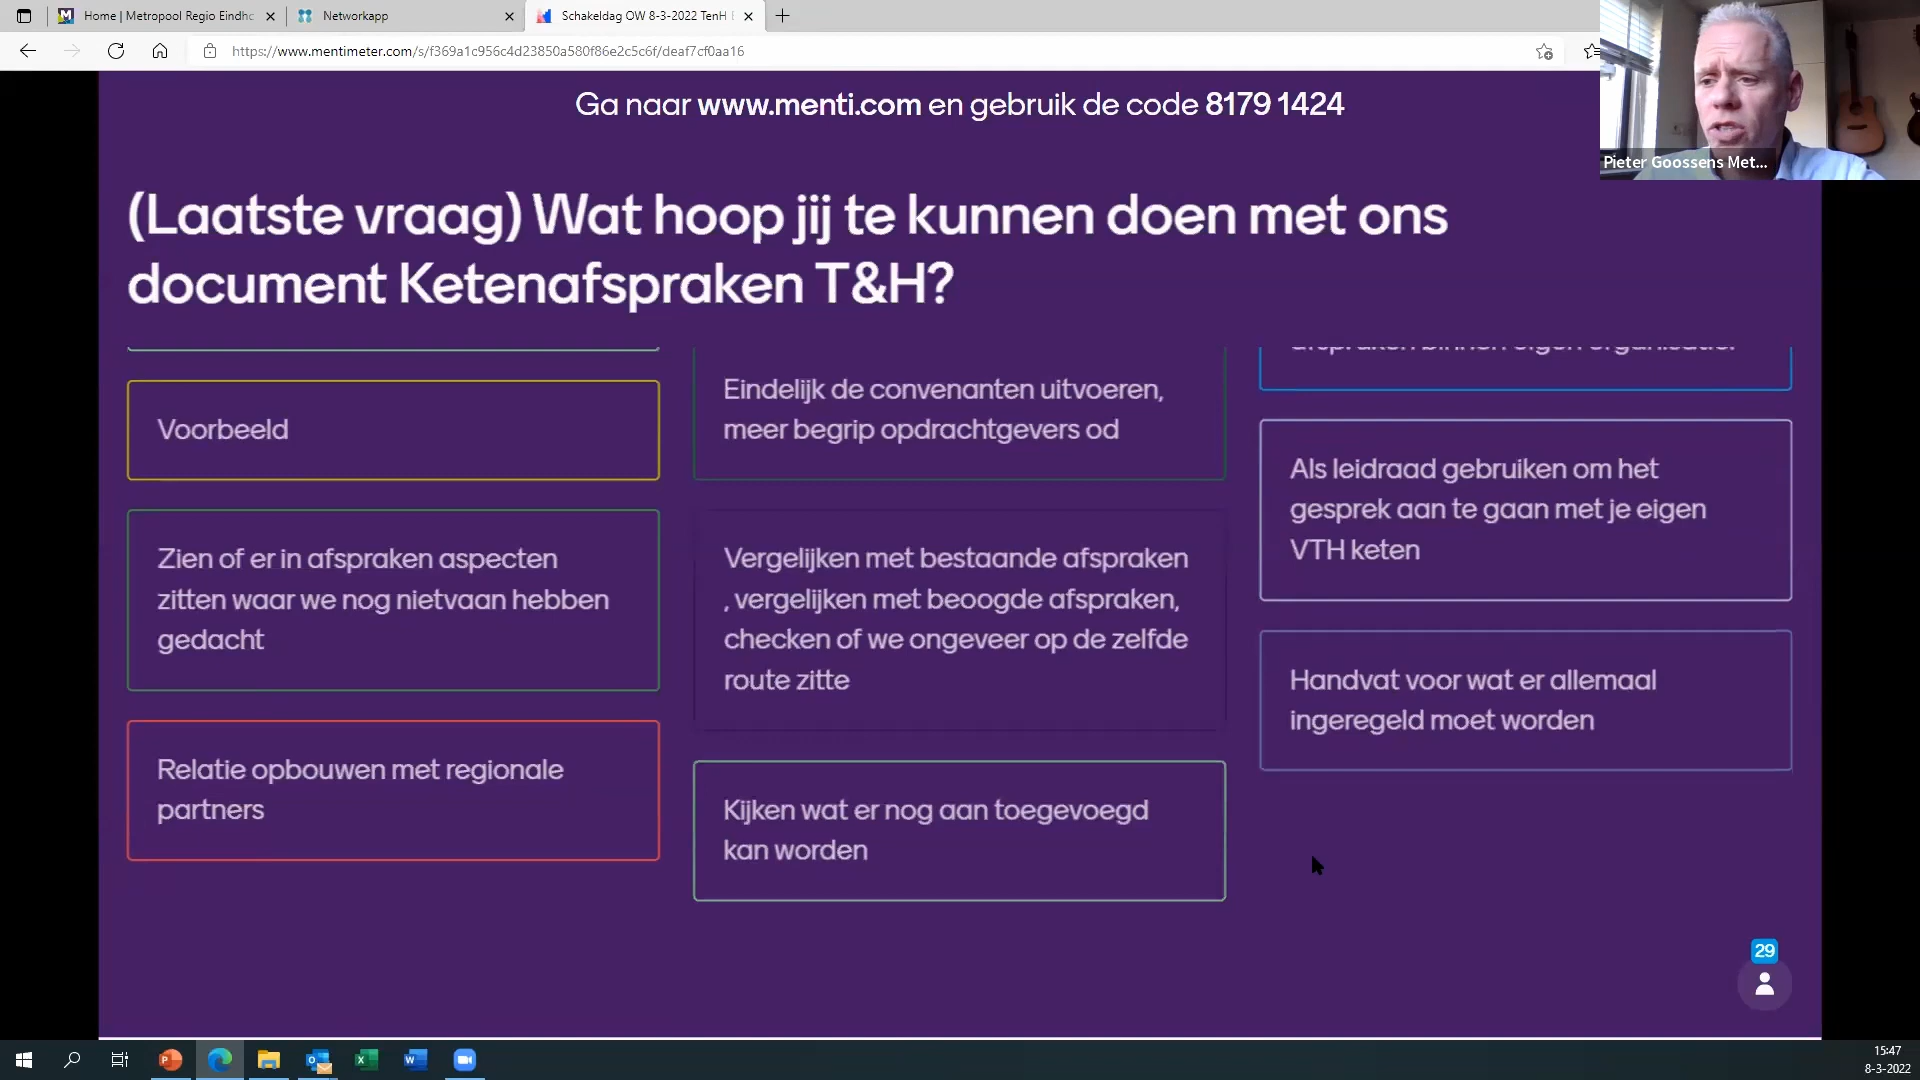 Home | Metropool Regio Eindho
Networkapp
Schakeldag OW 8-3-2022 TenH
https://www.mentimeter.com/s/f369a1c956c4d23850a580f86e2c5c6f/deaf7cf0aa16
Ga naar www.menti.com en gebruik de code 8179 1424
Pieter Goossens Met...
(Laatste vraag) Wat hoop jij te kunnen doen met ons
document Ketenafspraken T&H?
Voorbeeld
Zien of er in afspraken aspecten
zitten waar we nog nietvaan hebben
gedacht
Relatie opbouwen met regionale
partners
Eindelijk de convenanten uitvoeren,
meer begrip opdrachtgevers od
Vergelijken met bestaande afspraken
, vergelijken met beoogde afspraken,
checken of we ongeveer op de zelfde
route zitte
Kijken wat er nog aan toegevoegd
kan worden
afspraken binnen eigen organisatie.
Als leidraad gebruiken om het
gesprek aan te gaan met je eigen
VTH keten
Handvat voor wat er allemaal
ingeregeld moet worden
29
15:47
8-3-2022